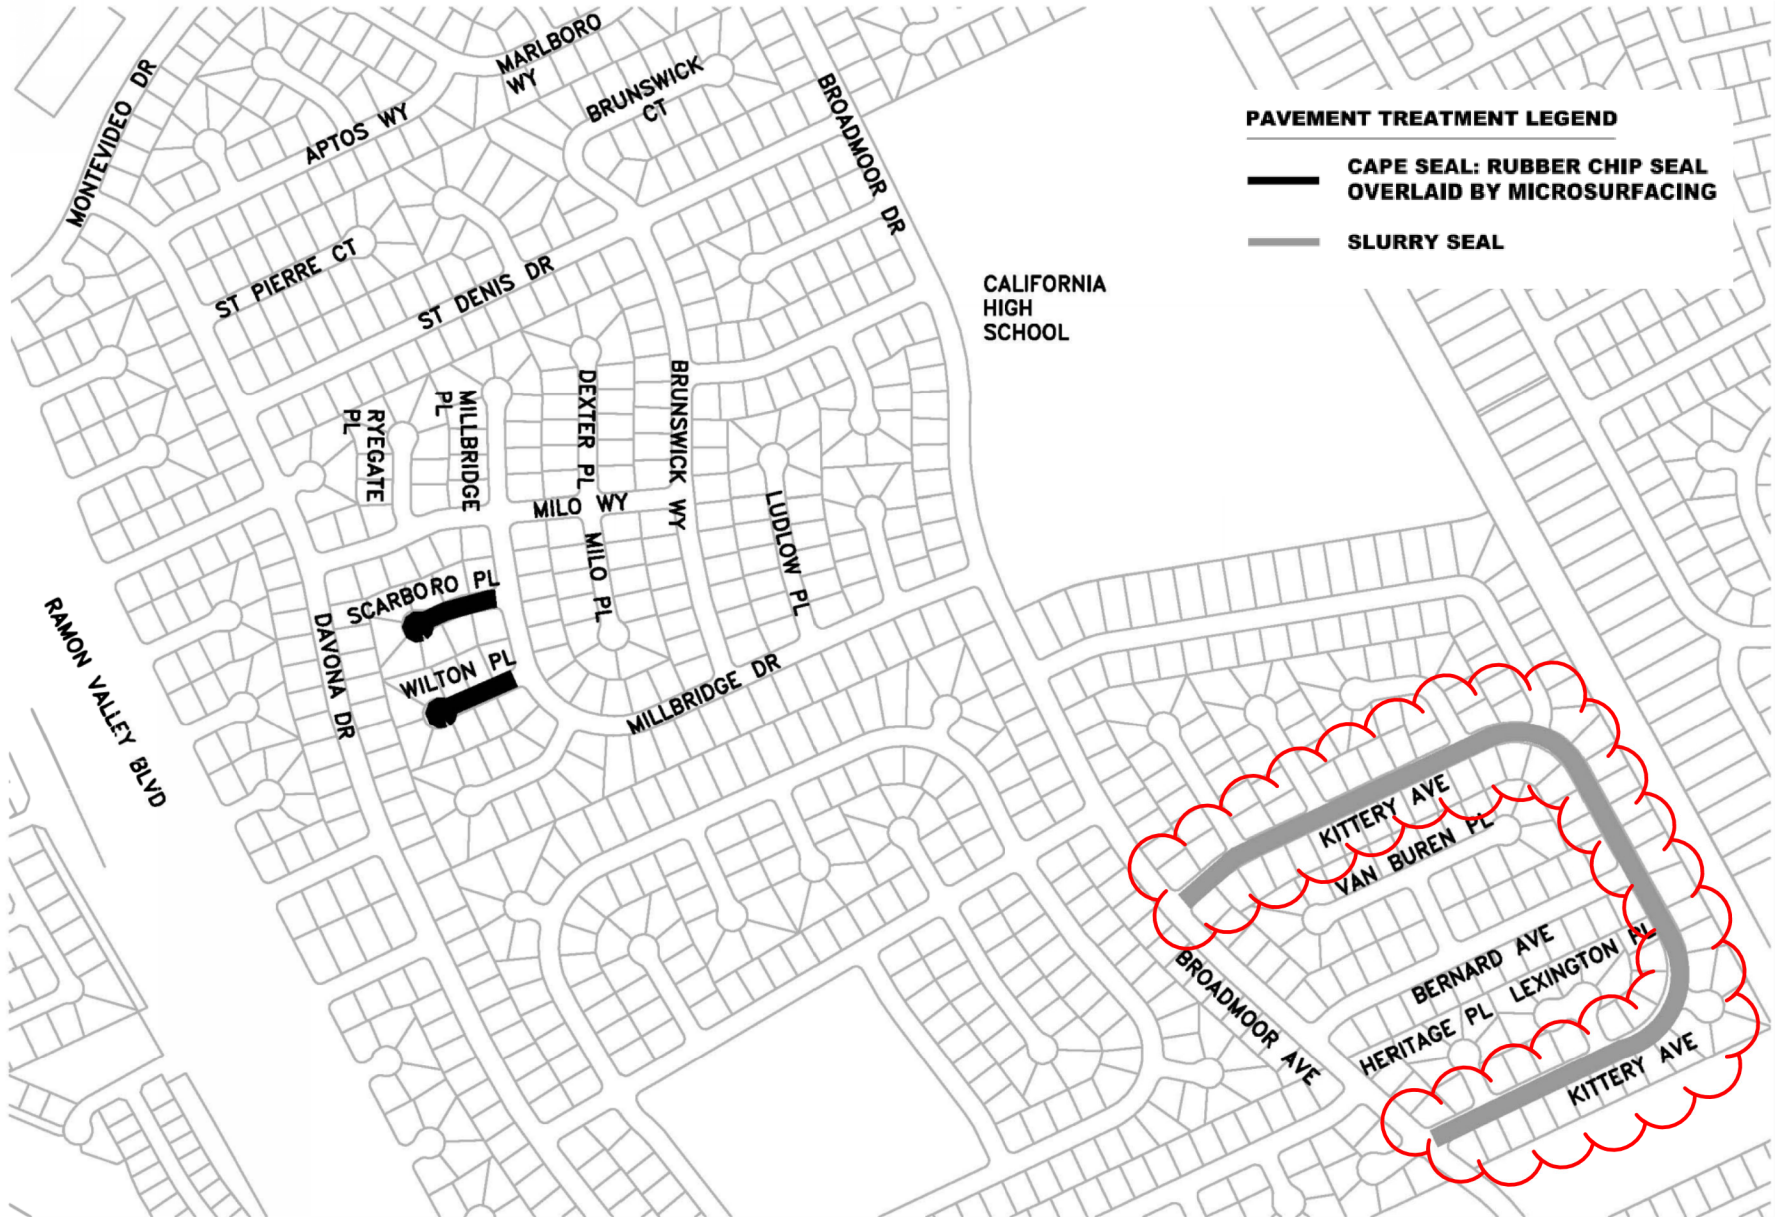 MARLBORO
WY
MONTEVIDEO DR
BRUNSWICK
CT
APTOS WY
BROADMOOR DR
PAVEMENT TREATMENT LEGEND
CAPE SEAL: RUBBER CHIP SEAL
OVERLAID BY MICROSURFACING
SLURRY SEAL
ST PIERRE CT
ST DENIS DR
CALIFORNIA
HIGH
SCHOOL
RYEGATE
PL
MILLBRIDGE
PL
DEXTER PL
BRUNSWICK WY
MILO WY
MILO PL
LUDLOW PL
SCARBORO PL
WILTON PL
DAVONA DR
MILLBRIDGE DR
RAMON VALLEY BLVD
KITTERY AVE
VAN BUREN PL
BERNARD AVE
LEXINGTON PL
HERITAGE PL
BROADMOOR AVE
KITTERY AVE